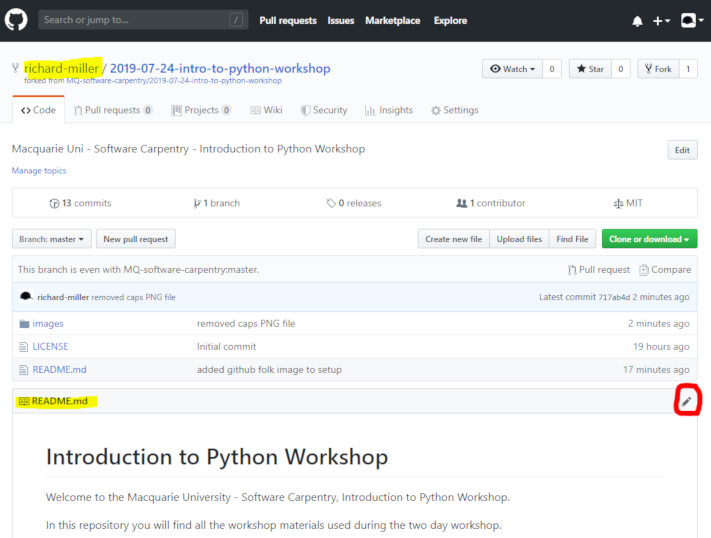 Search or jump to... / Pull requests Issues Marketplace Explore
richard-miller / 2019-07-24-intro-to-python-workshop
forked from MQ-software-carpentry/2019-07-24-intro-to-python-workshop
Watch 0 Star 0 Fork 1
Code Pull requests 0 Projects 0 Wiki Security Insights Settings
Macquarie Uni - Software Carpentry - Introduction to Python Workshop Edit
Manage topics
13 commits 1 branch 0 releases 1 contributor MIT
Branch: master New pull request Create new file Upload files Find File Clone or download
This branch is even with MQ-software-carpentry:master. Pull request Compare
richard-miller removed caps PNG file Latest commit 717ab4d 2 minutes ago
images removed caps PNG file 2 minutes ago
LICENSE Initial commit 19 hours ago
README.md added github folk image to setup 17 minutes ago
README.md
Introduction to Python Workshop
Welcome to the Macquarie University - Software Carpentry, Introduction to Python Workshop.
In this repository you will find all the workshop materials used during the two day workshop.